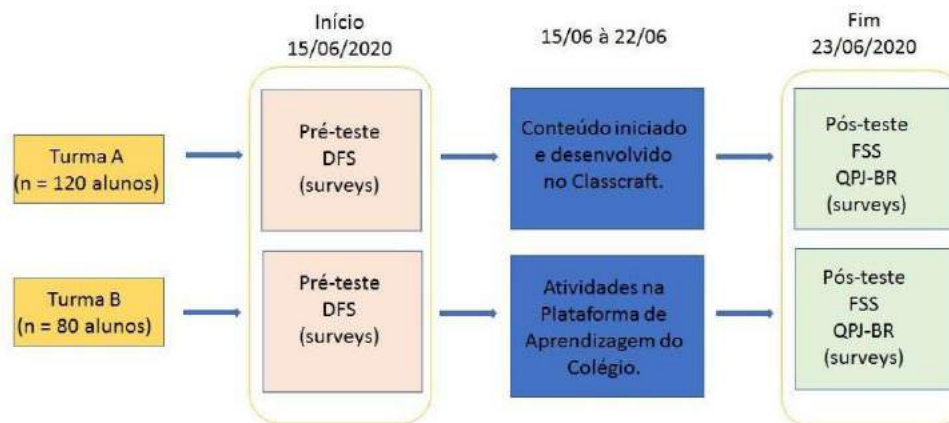 Início
15/06/2020
15/06 à 22/06
Fim
23/06/2020
Turma A
(n = 120 alunos)
Pré-teste
DFS
(surveys)
Conteúdo iniciado
e desenvolvido
no Classcraft.
Pós-teste
FSS
QPJ-BR
(surveys)
Turma B
(n = 80 alunos)
Pré-teste
DFS
(surveys)
Atividades na
Plataforma de
Aprendizagem do
Colégio.
Pós-teste
FSS
QPJ-BR
(surveys)